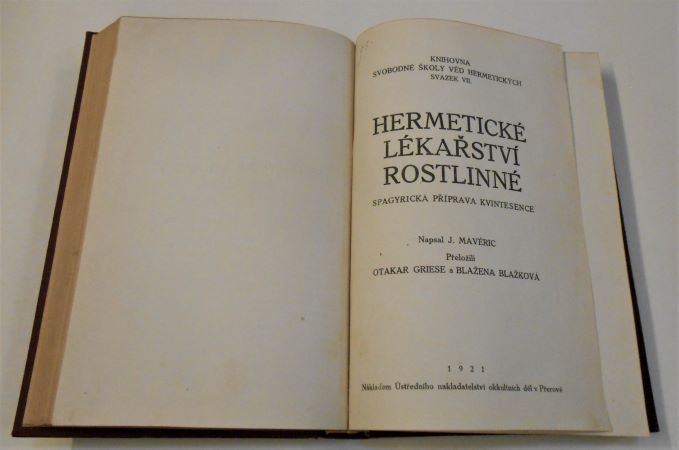 KNIHOVNA
SVOBODNÉ ŠKOLY VĚD HERMETICKÝCH
SVAZEK VII.
HERMETICKÉ
LÉKAŘSTVÍ
ROSTLINNÉ
SPAGYRICKÁ PŘÍPRAVA KVINTESENCE
Napsal J. MAVÉRIC
Přeložili
OTAKAR GRIESE a BLAŽENA BLAŽKOVÁ
1921
Nákladem Ústředního nakladatelství okkultních děl v Přerově